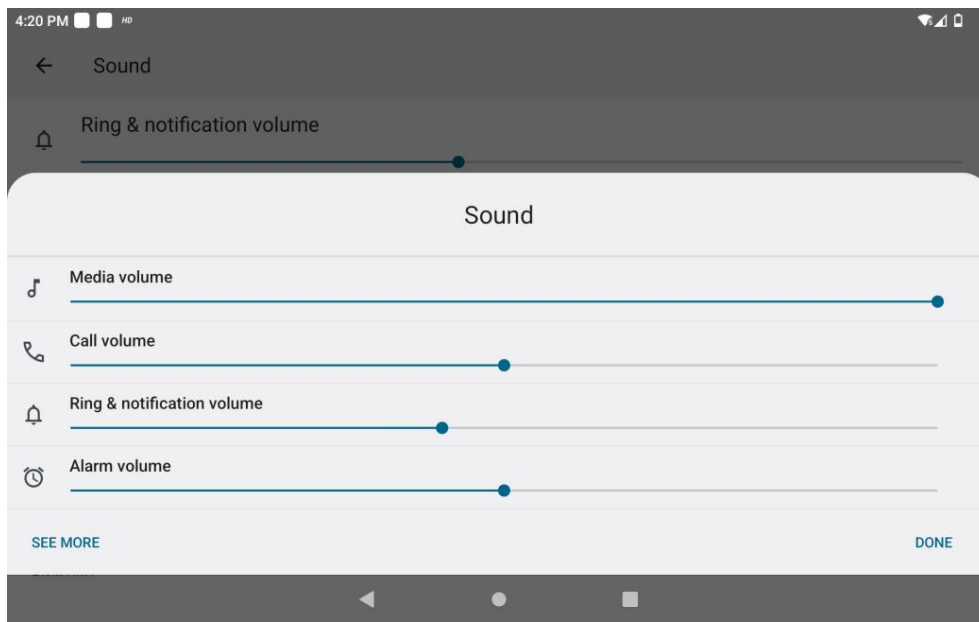 4:20 PM HD
Sound
Ring & notification volume
Sound
Media volume
Call volume
Ring & notification volume
Alarm volume
SEE MORE
DONE